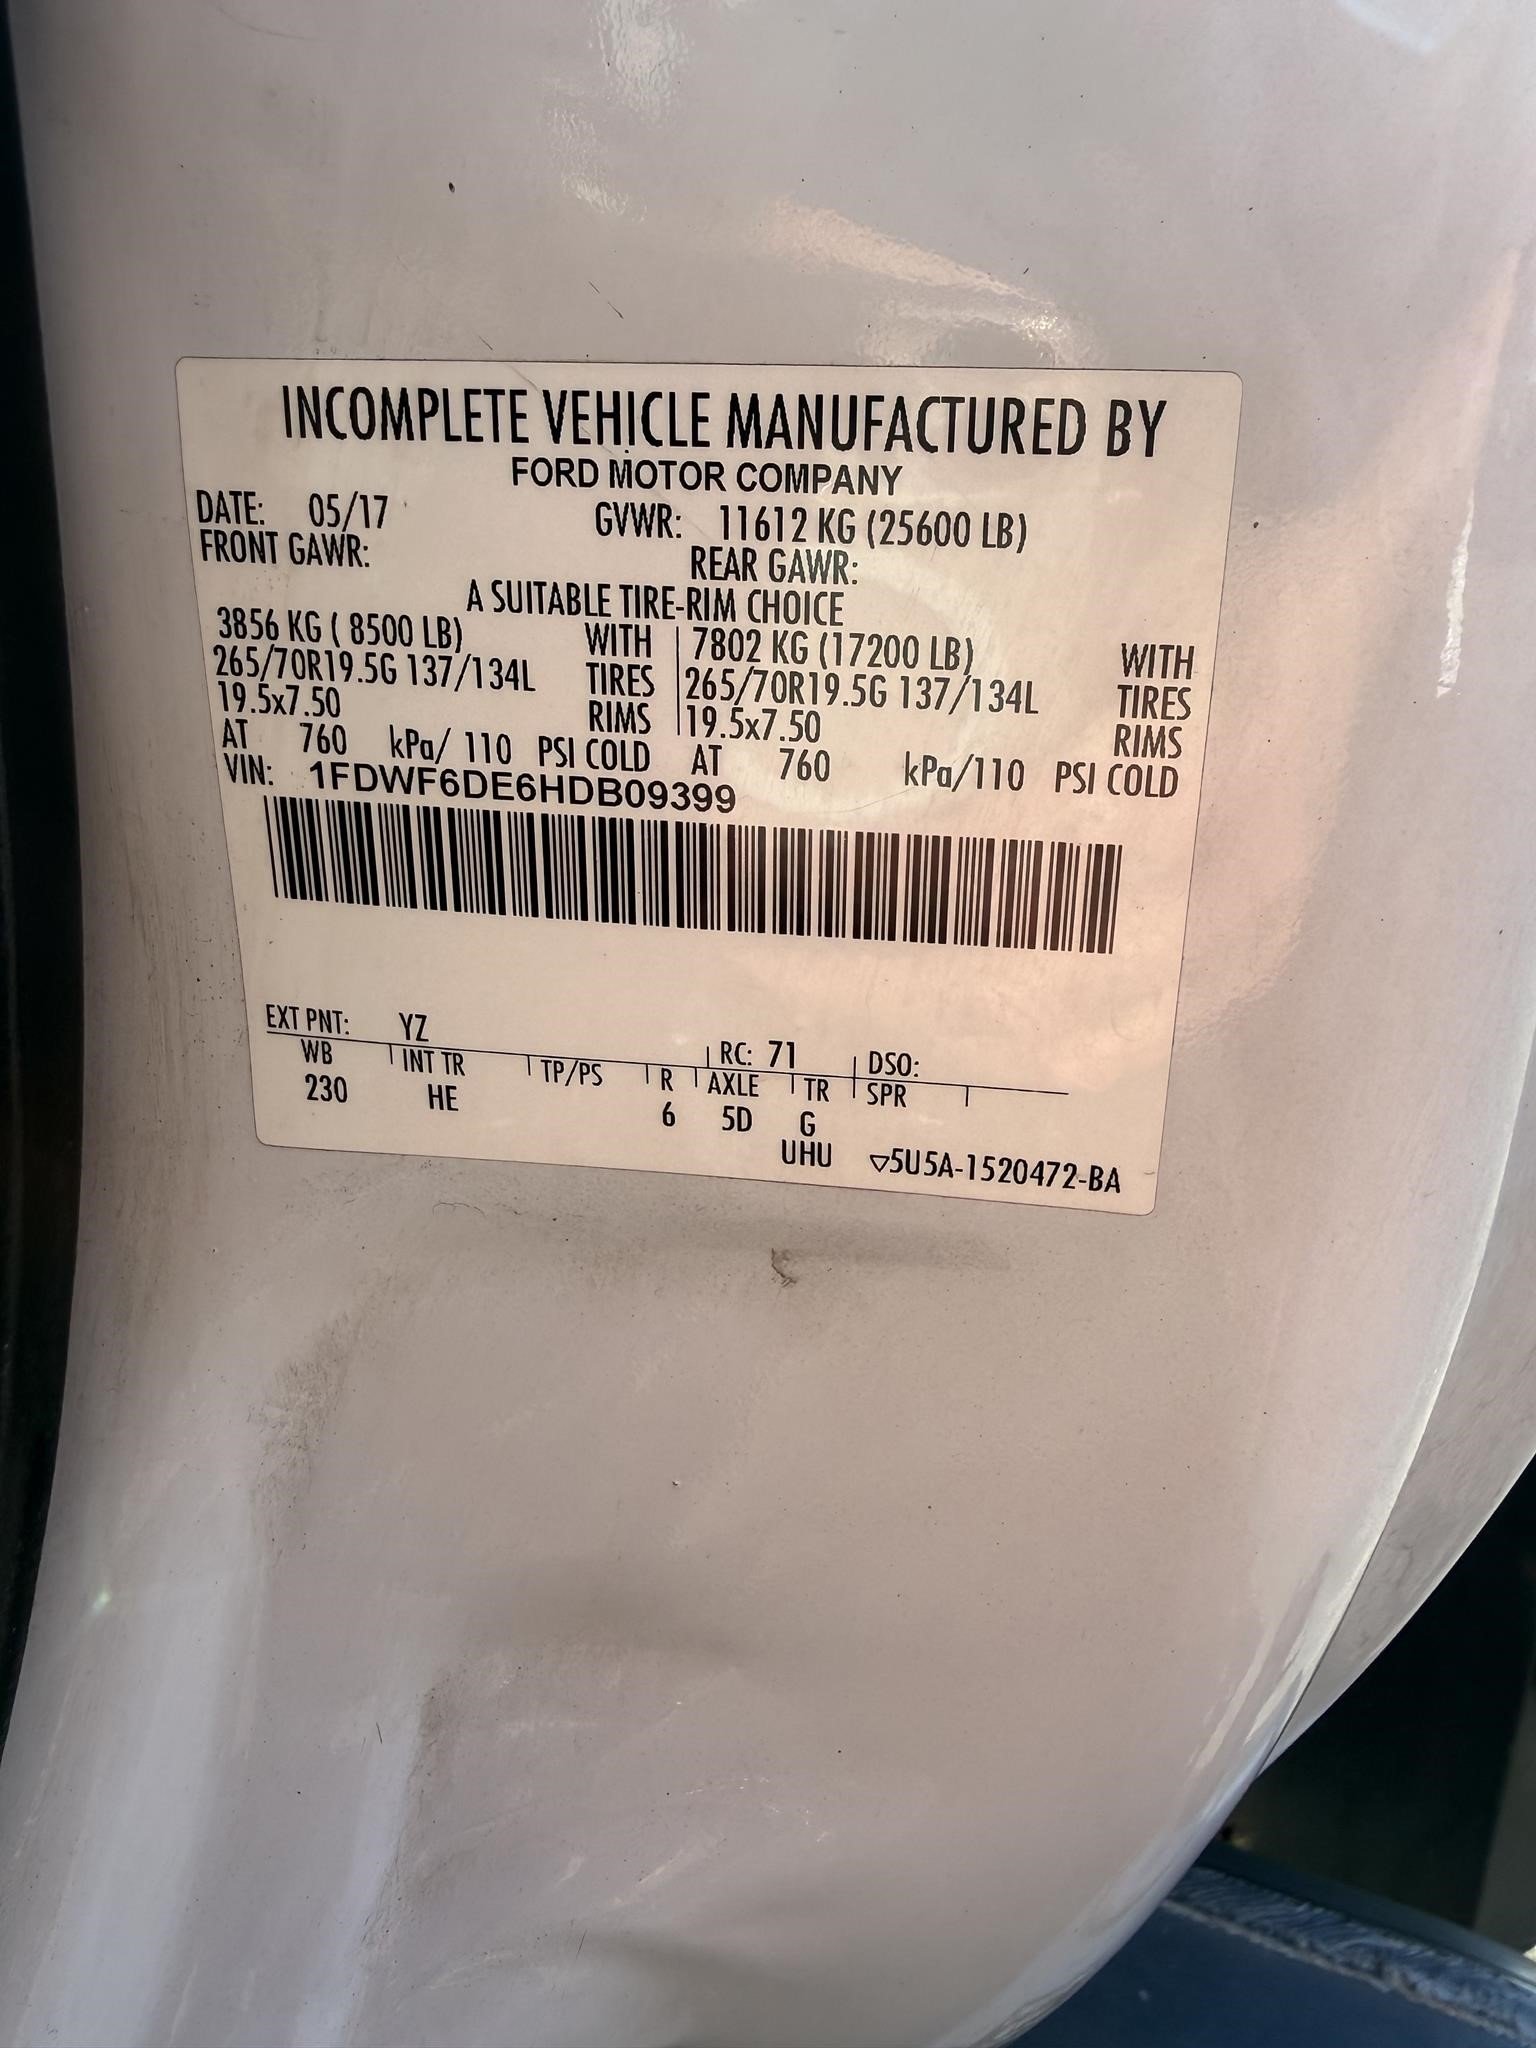 INCOMPLETE VEHICLE MANUFACTURED BY
FORD MOTOR COMPANY
DATE: 05/17 GVWR: 11612 KG (25600 LB)
FRONT GAWR: REAR GAWR:
A SUITABLE TIRE-RIM CHOICE
3856 KG ( 8500 LB) WITH 7802 KG (17200 LB) WITH
265/70R19.5G 137/134L TIRES 265/70R19.5G 137/134L TIRES
19.5x7.50 RIMS 19.5x7.50 RIMS
AT 760 kPa/ 110 PSI COLD AT 760 kPa/110 PSI COLD
VIN: 1FDWF6DE6HDB09399
EXT PNT: YZ RC: 71 DSO:
WB INT TR TP/PS R AXLE TR SPR
230 HE 6 5D G
UHU ▽5U5A-1520472-BA